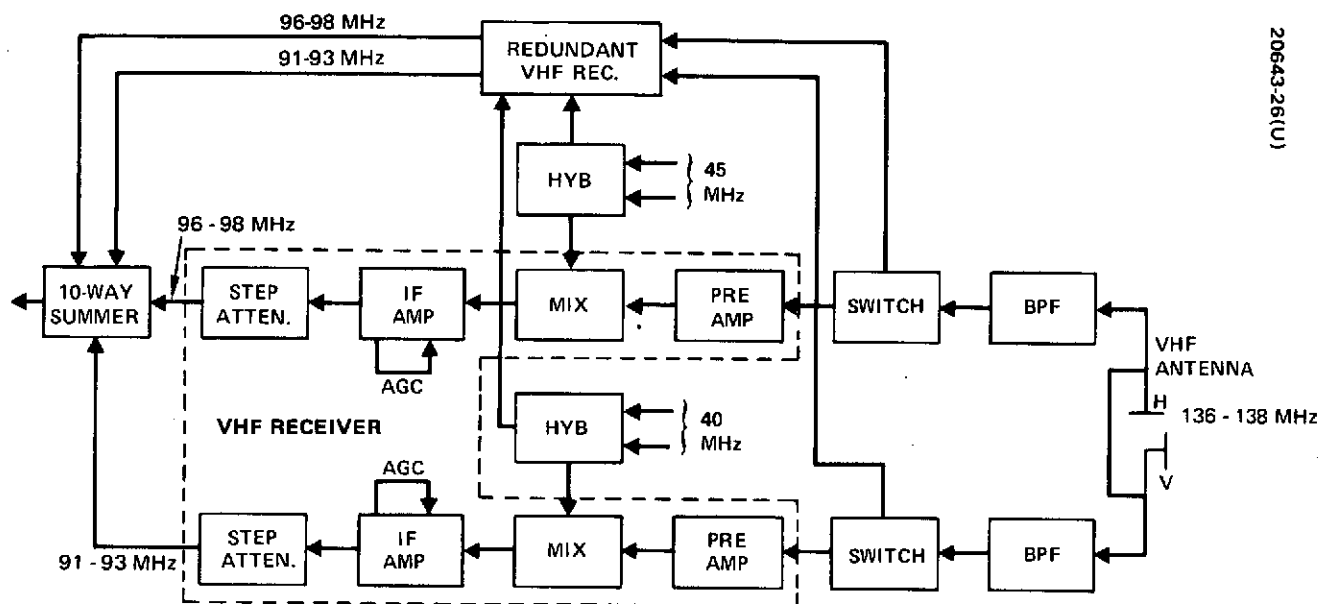 96-98 MHz
91-93 MHz
REDUNDANT
VHF REC.
20643-26(U)
HYB
45
MHz
96 - 98 MHz
10-WAY
SUMMER
STEP
ATTEN.
IF
AMP
MIX
PRE
AMP
SWITCH
BPF
AGC
VHF
ANTENNA
H
136 - 138 MHz
V
VHF RECEIVER
HYB
40
MHz
AGC
STEP
ATTEN.
IF
AMP
MIX
PRE
AMP
SWITCH
BPF
91 - 93 MHz